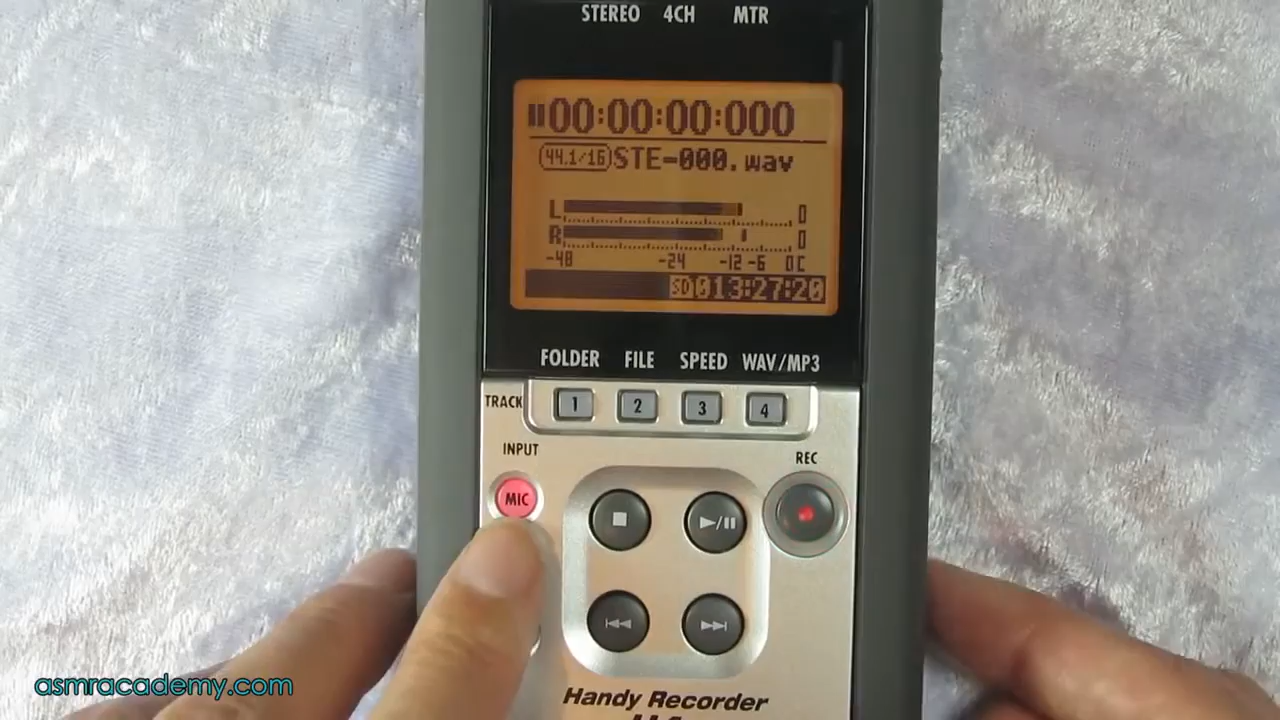 STEREO 4CH MTR
00:00:00:000
44.1/16 STE-000.wav
L 0
R 0
-48 -24 -12 -6 0
SD 013:27:20
FOLDER FILE SPEED WAV/MP3
TRACK 1 2 3 4
INPUT
REC
MIC
Handy Recorder
asmracademy.com